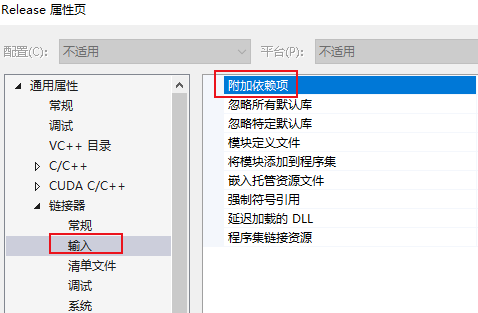 Release 属性页
配置(C): 不适用 平台(P): 不适用
通用属性
常规
调试
VC++ 目录
C/C++
CUDA C/C++
链接器
常规
输入
清单文件
调试
系统
附加依赖项
忽略所有默认库
忽略特定默认库
模块定义文件
将模块添加到程序集
嵌入托管资源文件
强制符号引用
延迟加载的 DLL
程序集链接资源